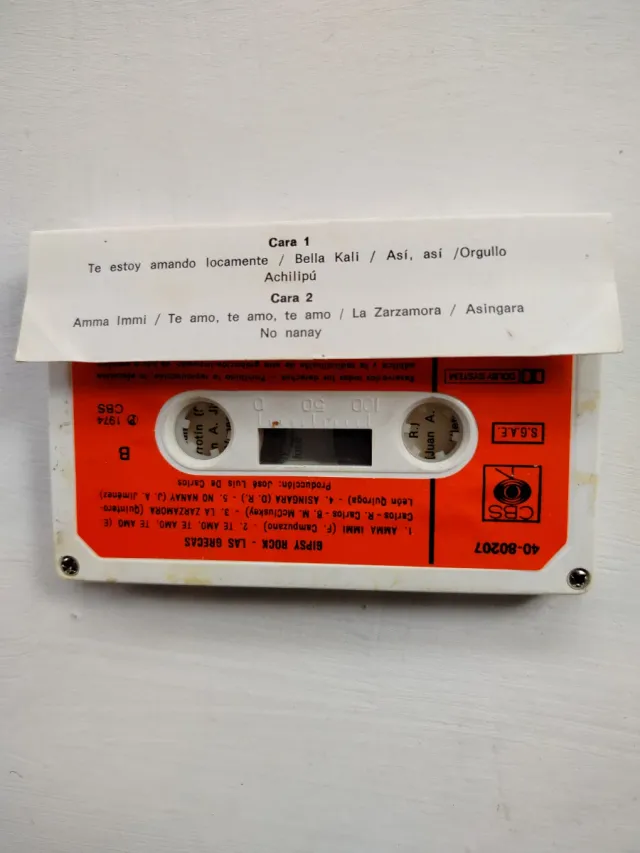 Cara 1
Te estoy amando locamente / Bella Kali / Así, así /Orgullo
Achilipú
Cara 2
Amma Immi / Te amo, te amo, te amo / La Zarzamora / Asingara
No nanay
40-80207
GIPSY ROCK - LAS GRECAS
1. AMMA IMMI (F. Campuzano) - 2. TE AMO, TE AMO, TE AMO (E
Carlos - R. Carlos - B. M. McCluskey) - 3. LA ZARZAMORA (Quintero-
León Quiroga) - 4. ASINGARA (D. R.) - 5. NO NANAY (J. A. Jiménez)
Producción: José Luis De Carlos
CBS
S.G.A.E.
B
℗ 1974
CBS
0 50 100
DOLBY SYSTEM